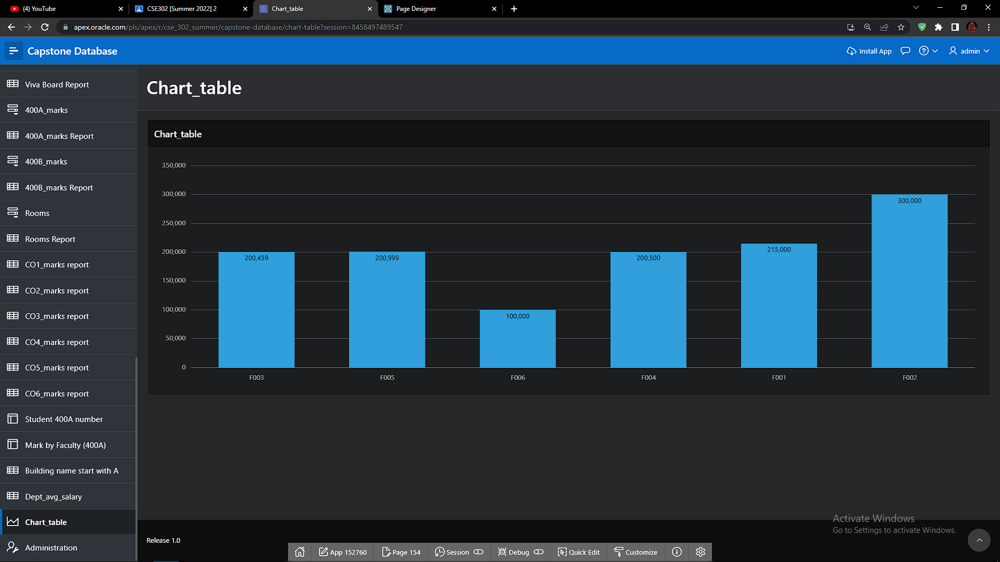 (4) YouTube
CSE302 [Summer 2022] 2
Chart_table
Page Designer
apex.oracle.com/pls/apex/r/cse_302_summer/capstone-database/chart-table?session=8458497489547
Capstone Database
Install App
admin
Viva Board Report
400A_marks
400A_marks Report
400B_marks
400B_marks Report
Rooms
Rooms Report
CO1_marks report
CO2_marks report
CO3_marks report
CO4_marks report
CO5_marks report
CO6_marks report
Student 400A number
Mark by Faculty (400A)
Building name start with A
Dept_avg_salary
Chart_table
Administration
Chart_table
Chart_table
350,000
300,000
250,000
200,000
150,000
100,000
50,000
0
200,459
200,999
100,000
200,500
215,000
300,000
F003
F005
F006
F004
F001
F002
Activate Windows
Go to Settings to activate Windows.
Release 1.0
App 152760
Page 154
Session
Debug
Quick Edit
Customize